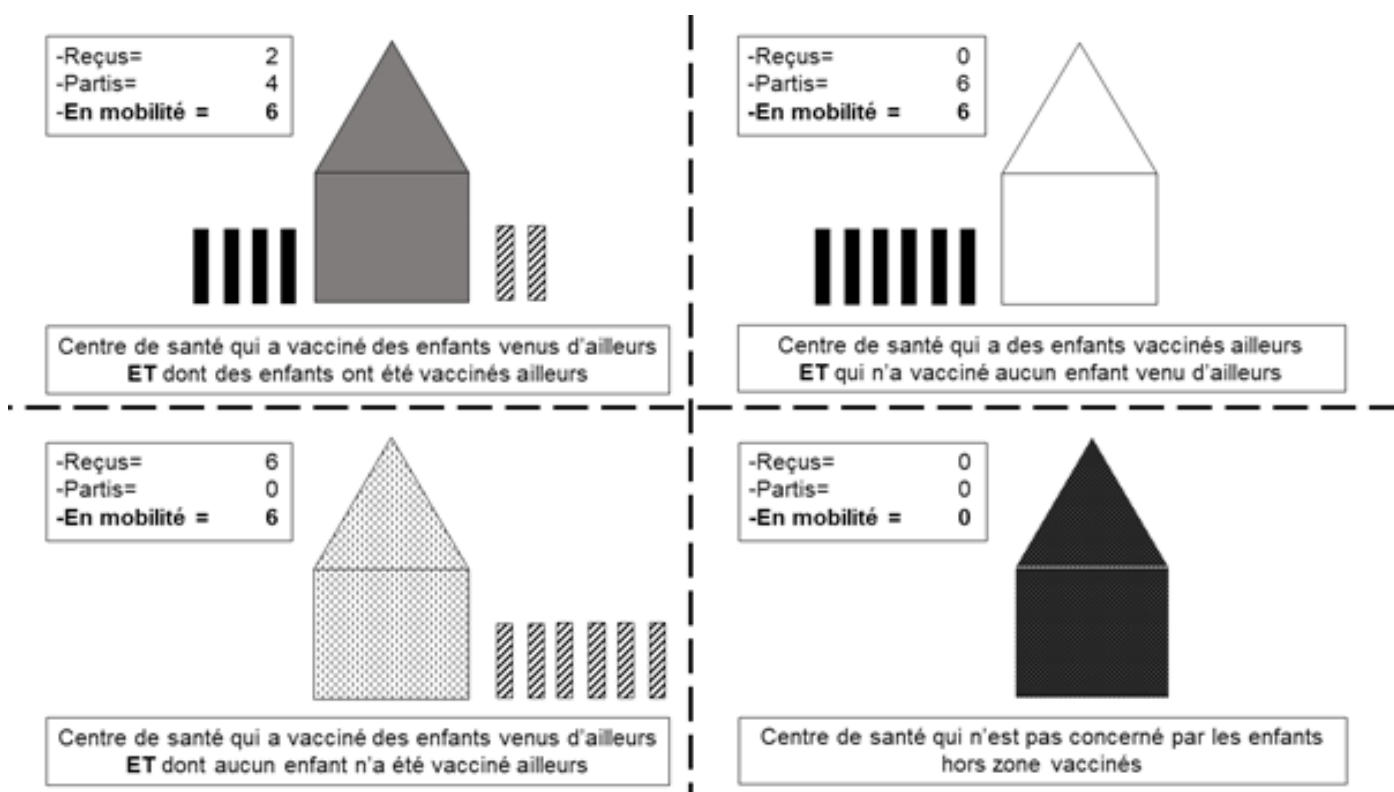 -Reçus= 2
-Partis= 4
-En mobilité = 6
Centre de santé qui a vacciné des enfants venus d'ailleurs
ET dont des enfants ont été vaccinés ailleurs
-Reçus= 0
-Partis= 6
-En mobilité = 6
Centre de santé qui a des enfants vaccinés ailleurs
ET qui n'a vacciné aucun enfant venu d'ailleurs
-Reçus= 6
-Partis= 0
-En mobilité = 6
Centre de santé qui a vacciné des enfants venus d'ailleurs
ET dont aucun enfant n'a été vacciné ailleurs
-Reçus= 0
-Partis= 0
-En mobilité = 0
Centre de santé qui n'est pas concerné par les enfants
hors zone vaccinés